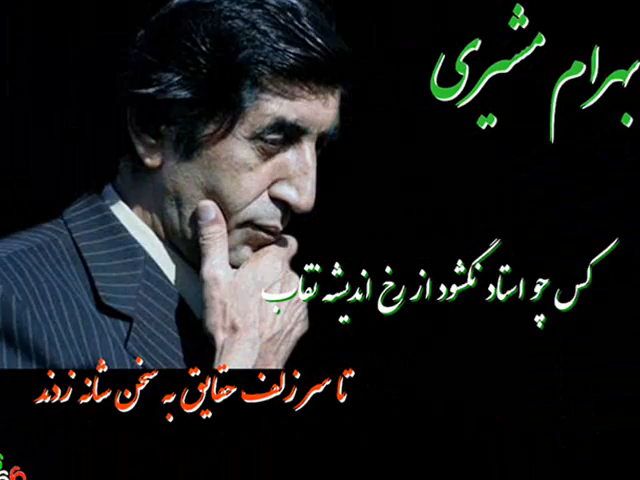 بهرام مشیری
کس چو استاد نگشود از رخ اندیشه نقاب
تا سر زلف حقایق به سخن شانه زدند